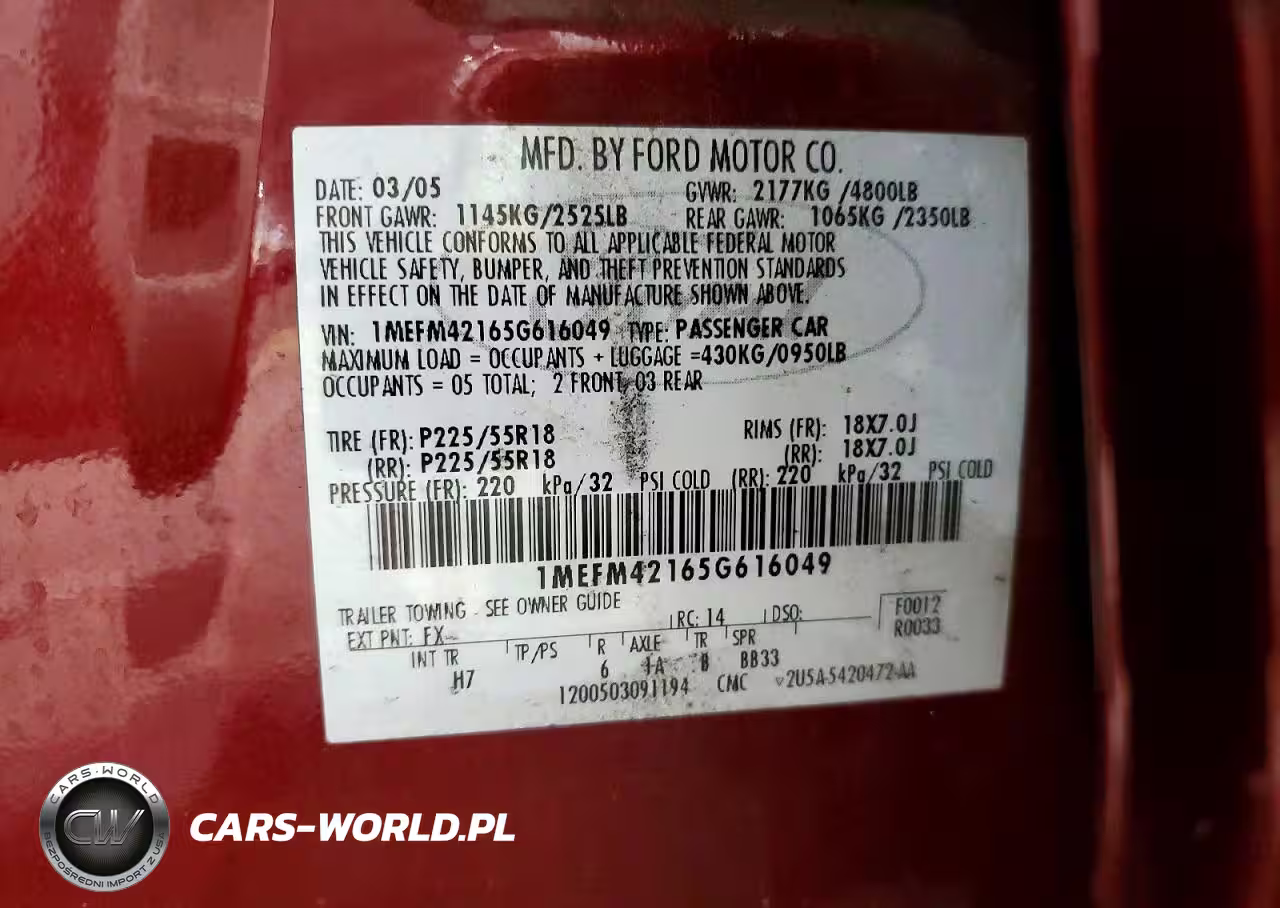 MFD. BY FORD MOTOR CO.
DATE: 03/05 GVWR: 2177KG /4800LB
FRONT GAWR: 1145KG/2525LB REAR GAWR: 1065KG /2350LB
THIS VEHICLE CONFORMS TO ALL APPLICABLE FEDERAL MOTOR
VEHICLE SAFETY, BUMPER, AND THEFT PREVENTION STANDARDS
IN EFFECT ON THE DATE OF MANUFACTURE SHOWN ABOVE.
VIN: 1MEFM42165G616049 TYPE: PASSENGER CAR
MAXIMUM LOAD = OCCUPANTS + LUGGAGE =430KG/0950LB
OCCUPANTS = 05 TOTAL; 2 FRONT, 03 REAR
TIRE (FR): P225/55R18 RIMS (FR): 18X7.0J
(RR): P225/55R18 (RR): 18X7.0J
PRESSURE (FR): 220 kPa/32 PSI COLD (RR): 220 kPa/32 PSI COLD
1MEFM42165G616049
TRAILER TOWING - SEE OWNER GUIDE
EXT PNT: FX RC: 14 DSO: F0012
R0033
INT TR TP/PS R AXLE TR SPR
H7 6 1A B BB33
1200503091194 CMC 2U5A-5420472-AA
CARS-WORLD
CW
BEZPOŚREDNI IMPORT Z USA
CARS-WORLD.PL